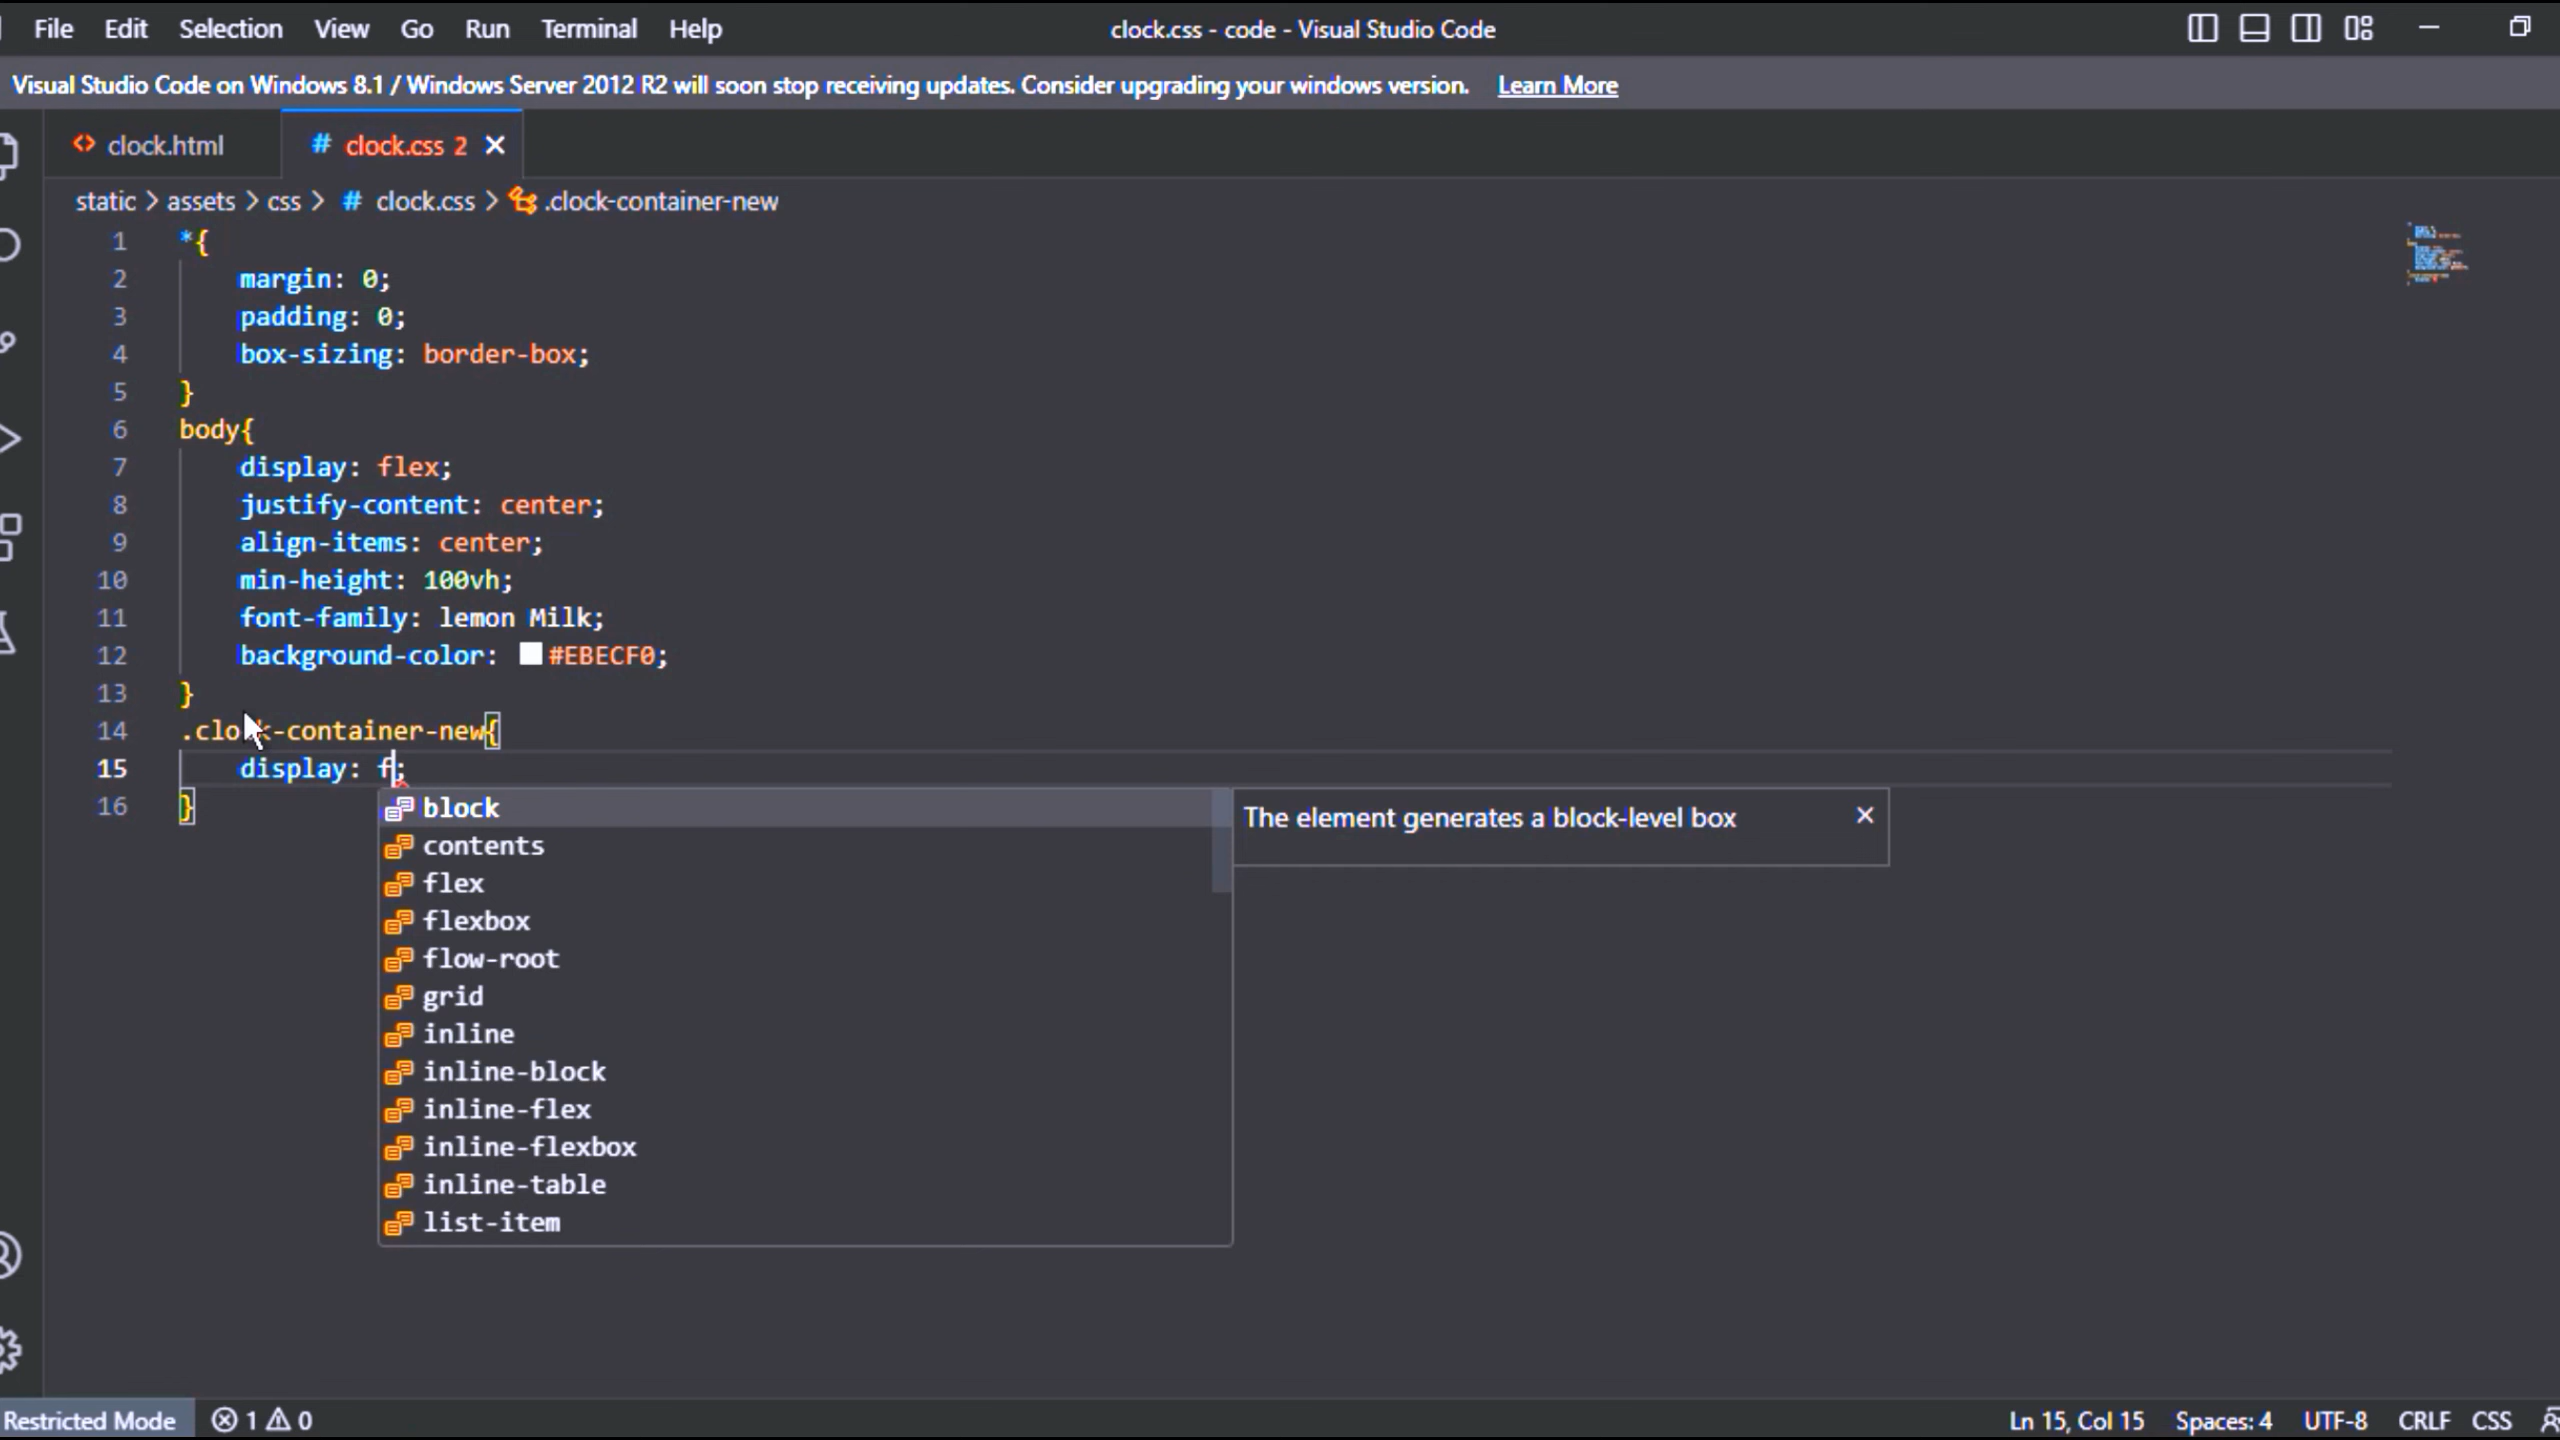 File Edit Selection View Go Run Terminal Help clock.css - code - Visual Studio Code
Visual Studio Code on Windows 8.1 / Windows Server 2012 R2 will soon stop receiving updates. Consider upgrading your windows version. Learn More
<> clock.html # clock.css 2
static > assets > css > # clock.css > .clock-container-new
1 *{
2 margin: 0;
3 padding: 0;
4 box-sizing: border-box;
5 }
6 body{
7 display: flex;
8 justify-content: center;
9 align-items: center;
10 min-height: 100vh;
11 font-family: lemon Milk;
12 background-color: #EBECF0;
13 }
14 .clock-container-new{
15 display: f;
16 }
block The element generates a block-level box
contents
flex
flexbox
flow-root
grid
inline
inline-block
inline-flex
inline-flexbox
inline-table
list-item
Restricted Mode 1 0 Ln 15, Col 15 Spaces: 4 UTF-8 CRLF CSS